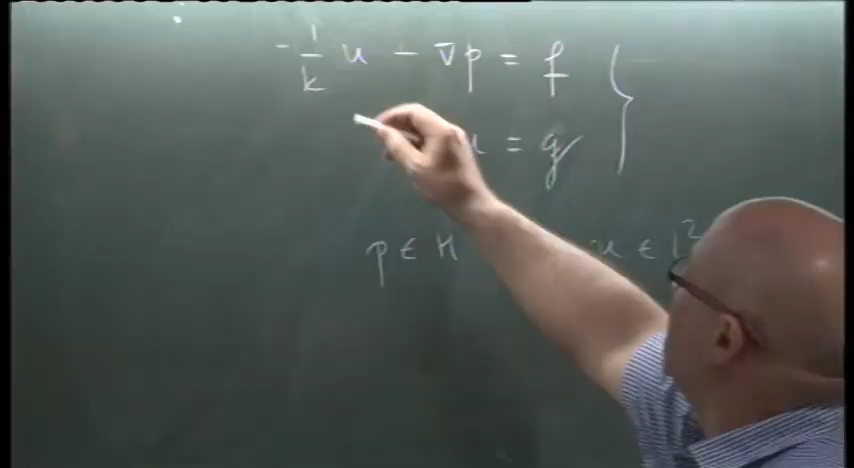 - 1/k u - ∇p = f
u = g
p ∈ H u ∈ L²